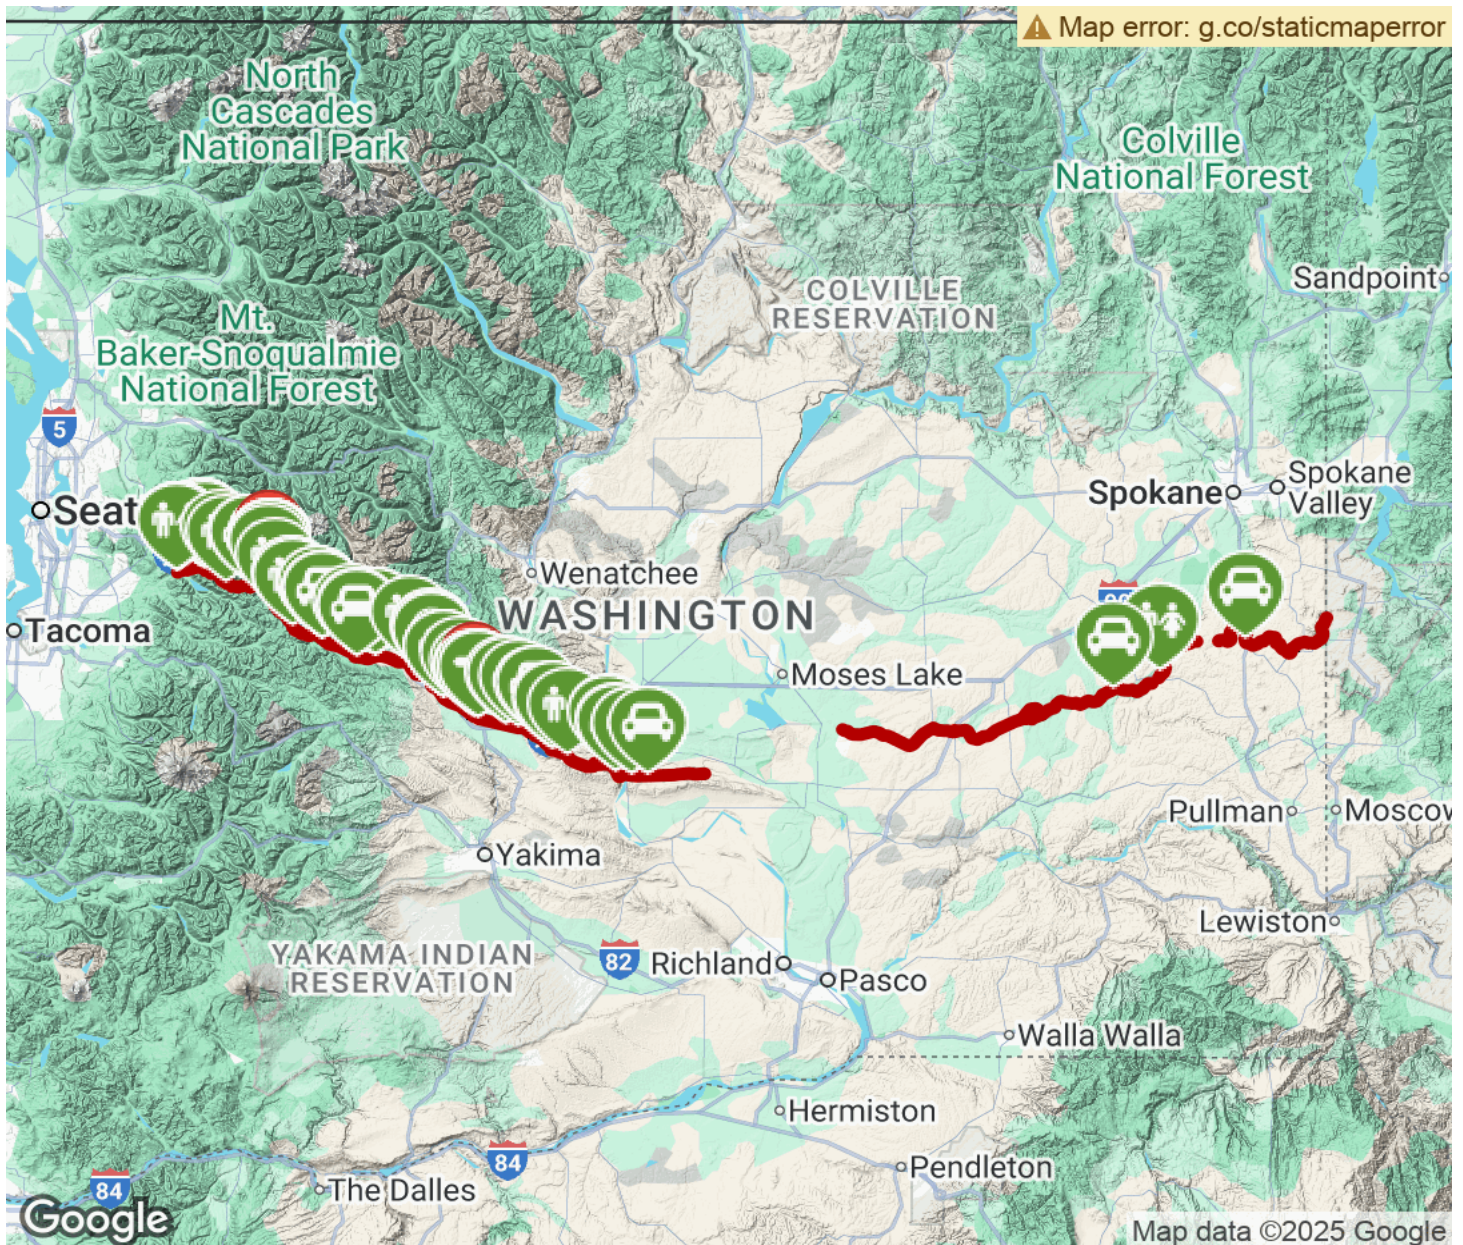 Map error: g.co/staticmaperror
North
Cascades
National Park
Colville
National Forest
Sandpoint
COLVILLE
RESERVATION
Mt.
Baker-Snoqualmie
National Forest
5
Spokane
Spokane
Valley
Seat
Wenatchee
WASHINGTON
Tacoma
Moses Lake
Pullman
Moscow
Yakima
Lewiston
YAKAMA INDIAN
RESERVATION
82
Richland
Pasco
Walla Walla
Hermiston
84
Pendleton
84
The Dalles
Google
Map data ©2025 Google